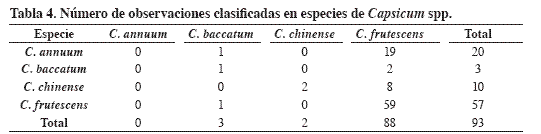 Tabla 4. Número de observaciones clasificadas en especies de Capsicum spp.
Especie C. annuum C. baccatum C. chinense C. frutescens Total
C. annuum 0 1 0 19 20
C. baccatum 0 1 0 2 3
C. chinense 0 0 2 8 10
C. frutescens 0 1 0 59 57
Total 0 3 2 88 93